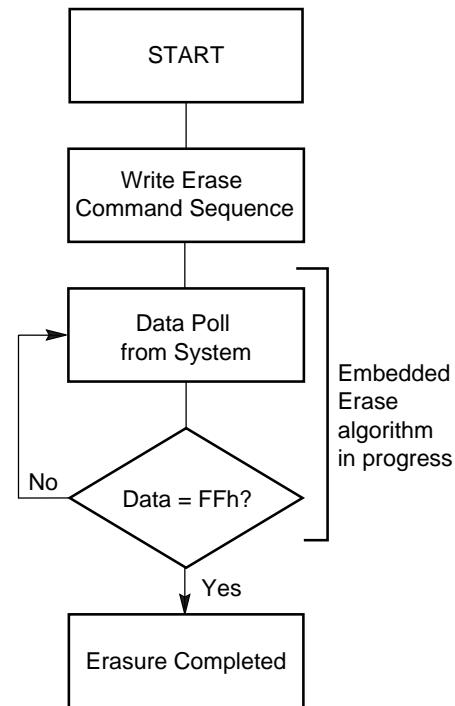 START
Write Erase
Command Sequence
Data Poll
from System
Embedded
Erase
algorithm
in progress
No
Data = FFh?
Yes
Erasure Completed